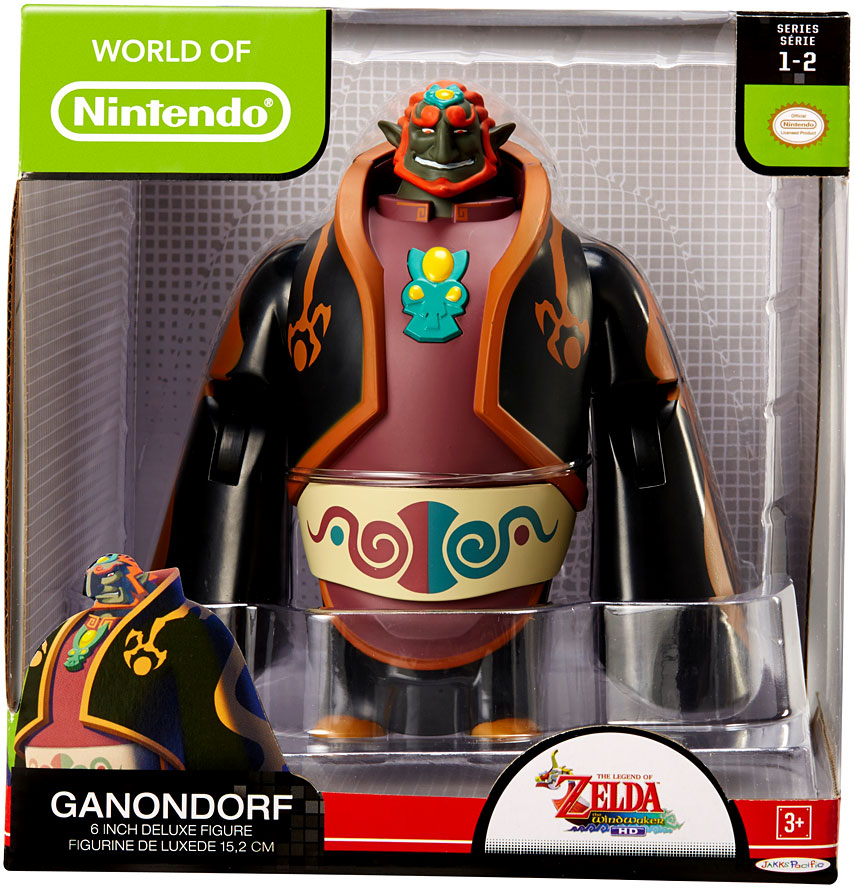 WORLD OF
Nintendo®
SERIES
SÉRIE
1-2
Official
Nintendo
Licensed Product
GANONDORF
6 INCH DELUXE FIGURE
FIGURINE DE LUXEDE 15,2 CM
THE LEGEND OF
ZELDA
the Wind Waker
HD
3+
JAKKS Pacific